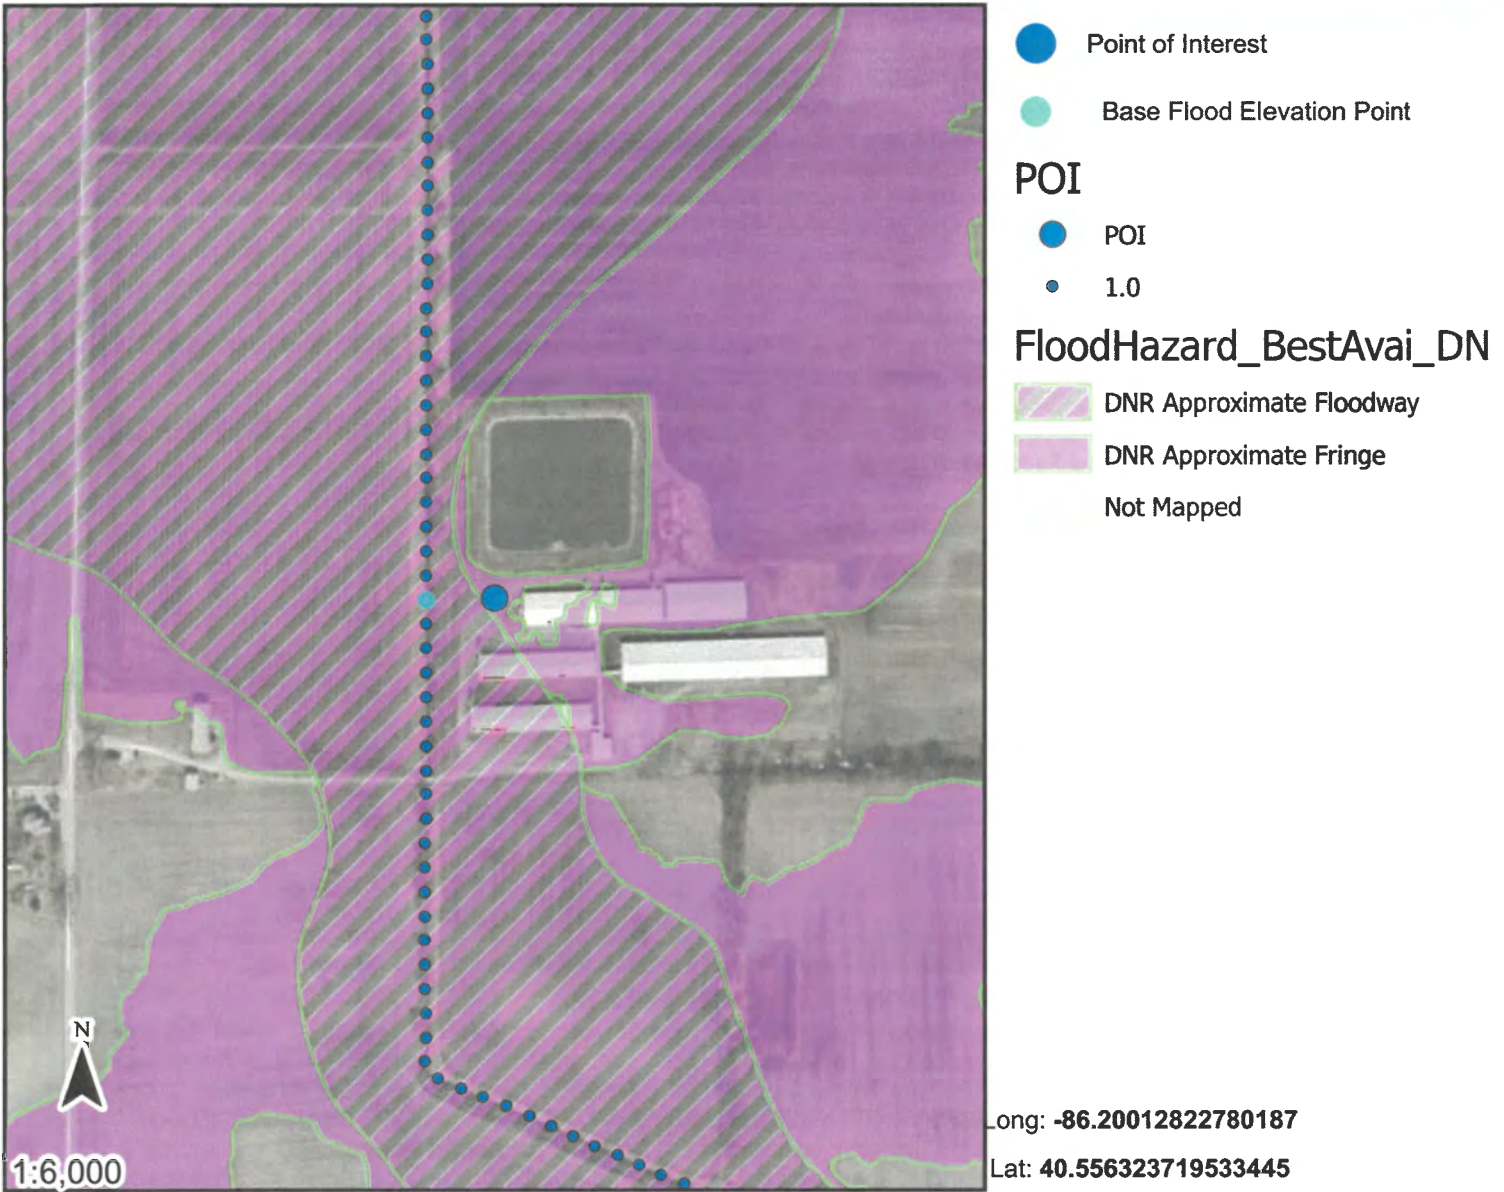 Point of Interest
Base Flood Elevation Point
POI
POI
1.0
FloodHazard_BestAvai_DN
DNR Approximate Floodway
DNR Approximate Fringe
Not Mapped
N
1:6,000
Long: -86.20012822780187
Lat: 40.556323719533445